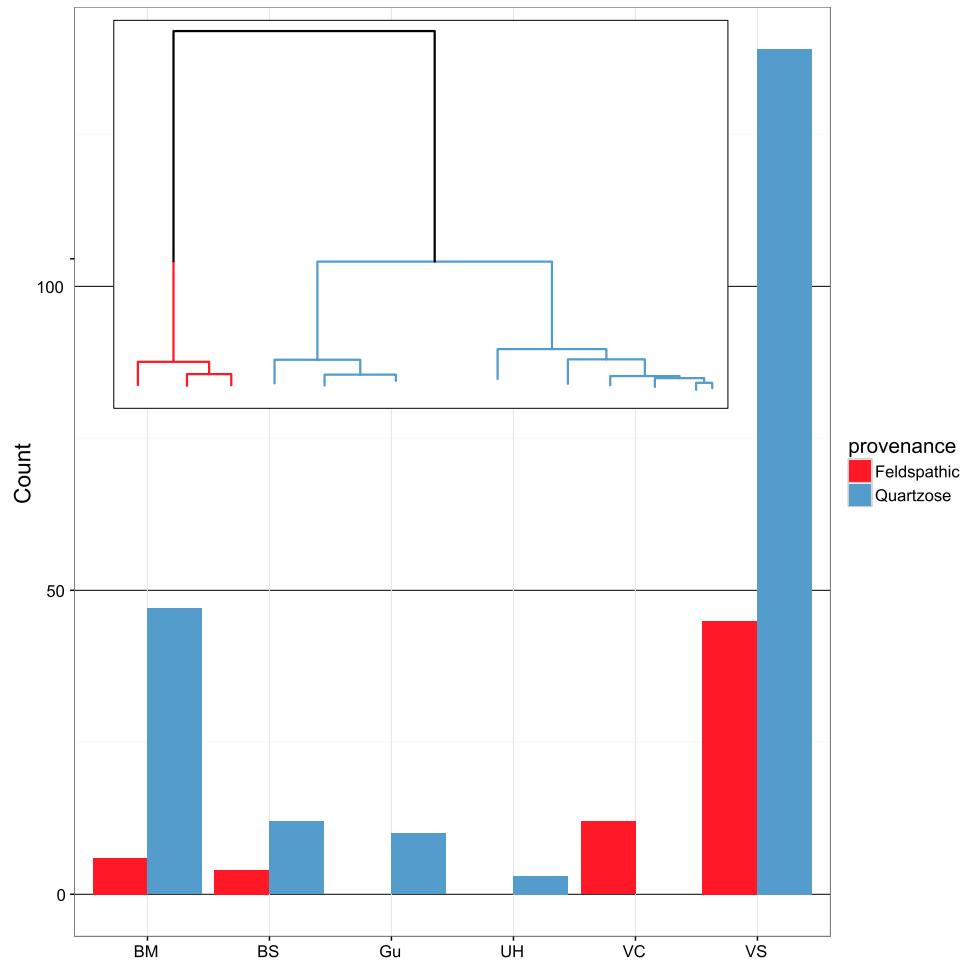 100
50
0
Count
BM BS Gu UH VC VS
provenance
Feldspathic
Quartzose